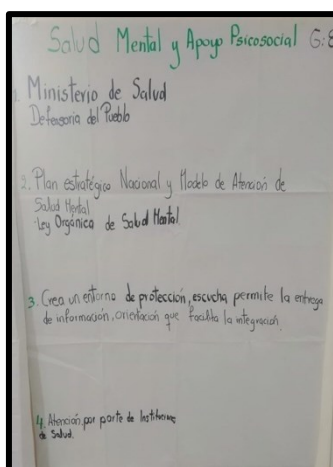 Salud Mental y Apoyo Psicosocial G:8
1. Ministerio de Salud
Defensoría del Pueblo
2. Plan estratégico Nacional y Modelo de Atención de
Salud Mental
Ley Orgánica de Salud Mental.
3. Crea un entorno de protección, escucha, permite la entrega
de información, orientación que facilita la integración.
4. Atención por parte de Instituciones
de Salud.